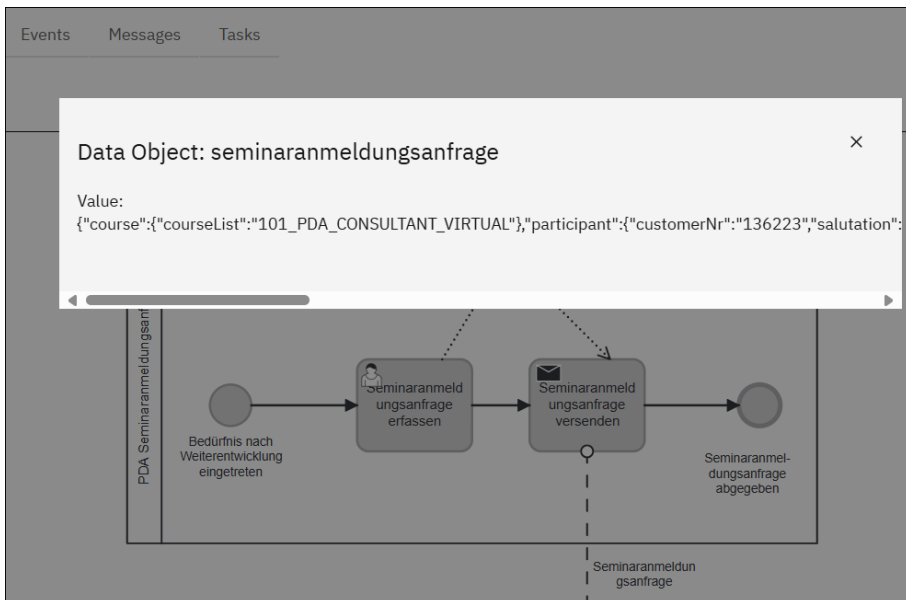 Events Messages Tasks
Data Object: seminaranmeldungsanfrage
Value:
{"course":{"courseList":"101_PDA_CONSULTANT_VIRTUAL"},"participant":{"customerNr":"136223","salutation":
PDA Seminaranmeldungsanf
Seminaranmeld
ungsanfrage
erfassen
Seminaranmeld
ungsanfrage
versenden
Bedürfnis nach
Weiterentwicklung
eingetreten
Seminaranmel-
dungsanfrage
abgegeben
Seminaranmeldun
gsanfrage